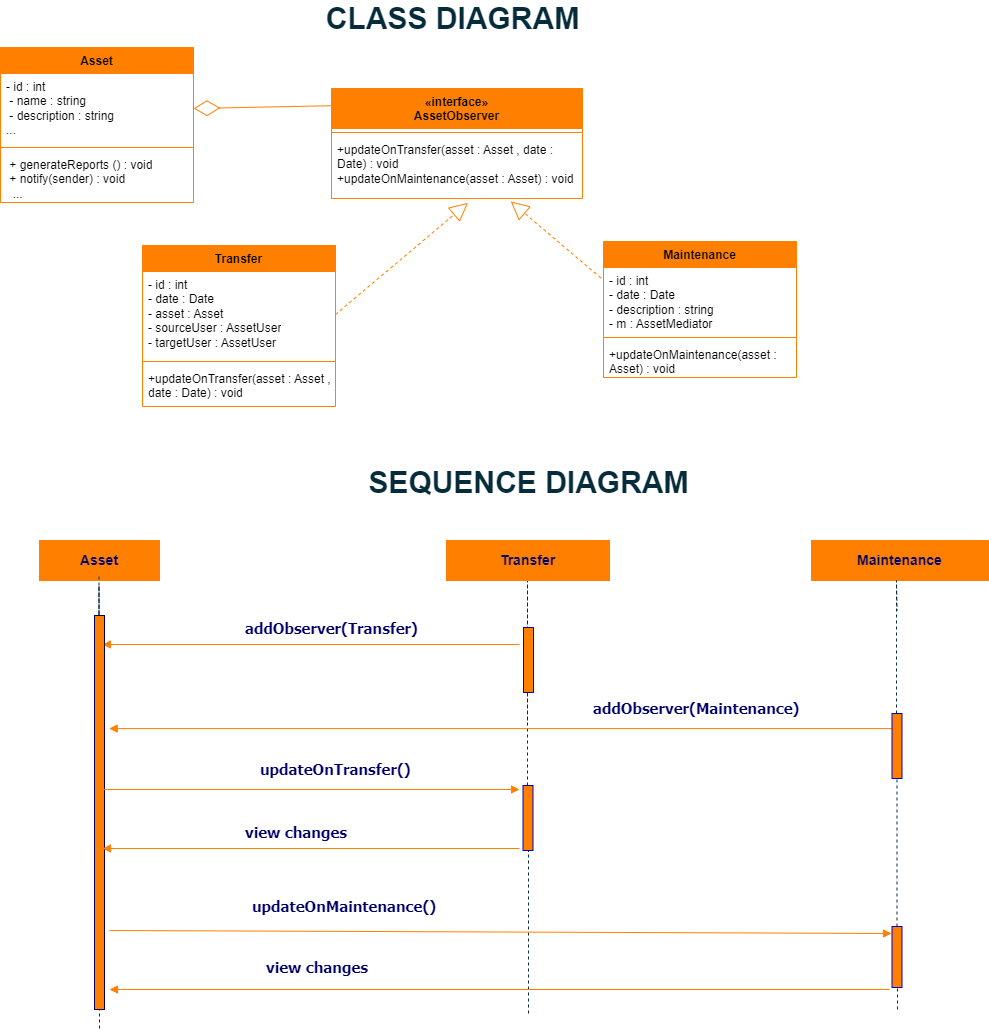 CLASS DIAGRAM
Asset
- id : int
- name : string
- description : string
...
+ generateReports () : void
+ notify(sender) : void
...
«interface»
AssetObserver
+updateOnTransfer(asset : Asset , date :
Date) : void
+updateOnMaintenance(asset : Asset) : void
Transfer
- id : int
- date : Date
- asset : Asset
- sourceUser : AssetUser
- targetUser : AssetUser
+updateOnTransfer(asset : Asset ,
date : Date) : void
Maintenance
- id : int
- date : Date
- description : string
- m : AssetMediator
+updateOnMaintenance(asset :
Asset) : void
SEQUENCE DIAGRAM
Asset
Transfer
Maintenance
addObserver(Transfer)
addObserver(Maintenance)
updateOnTransfer()
view changes
updateOnMaintenance()
view changes